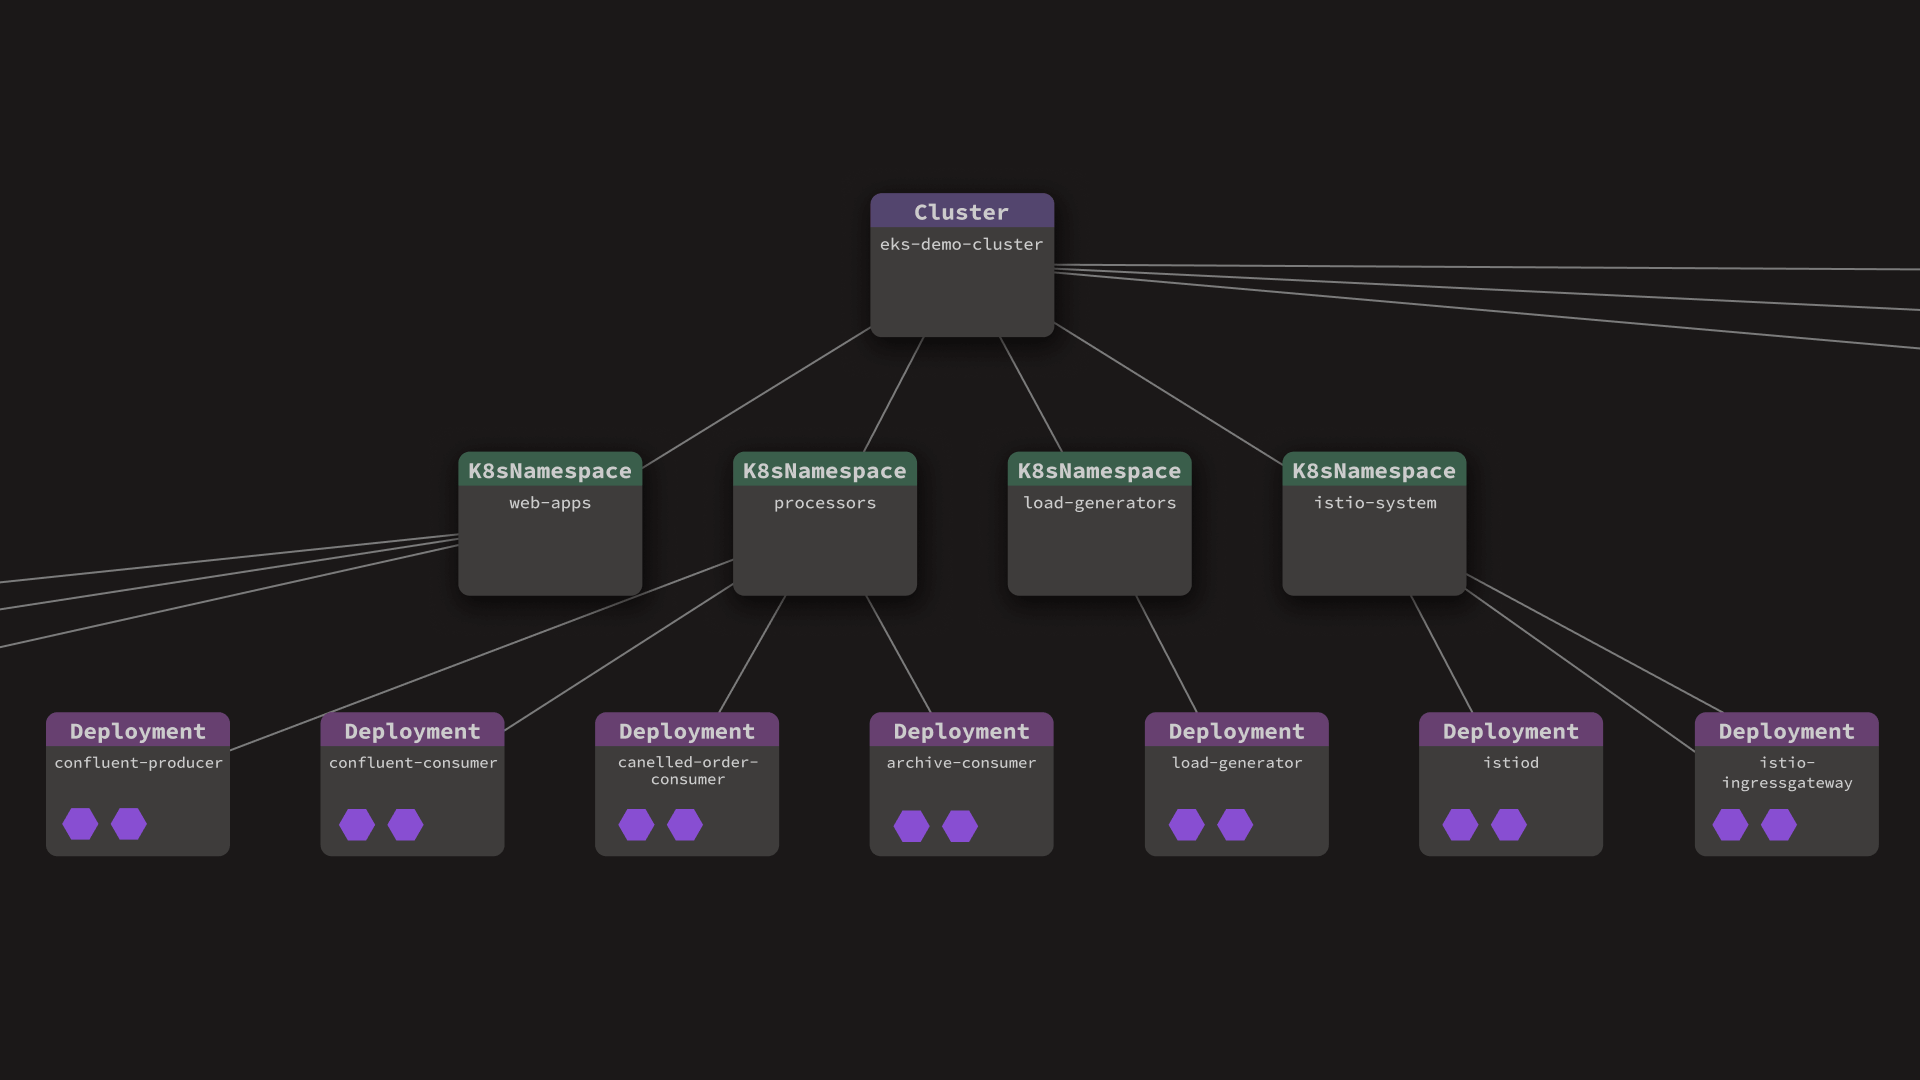 Cluster
eks-demo-cluster
K8sNamespace
web-apps
K8sNamespace
processors
K8sNamespace
load-generators
K8sNamespace
istio-system
Deployment
confluent-producer
Deployment
confluent-consumer
Deployment
canelled-order-
consumer
Deployment
archive-consumer
Deployment
load-generator
Deployment
istiod
Deployment
istio-
ingressgateway